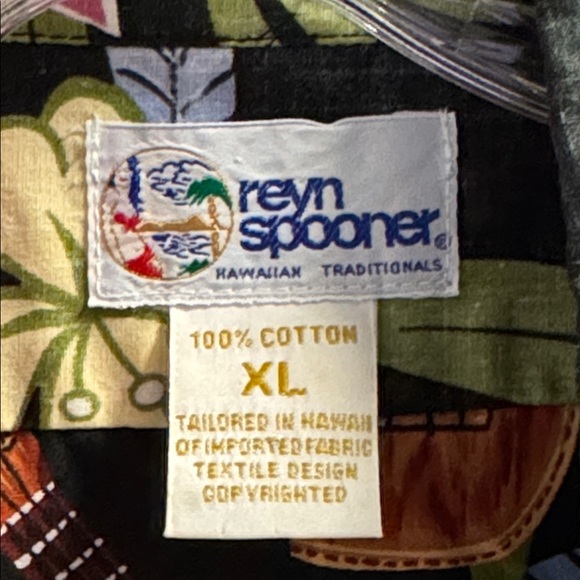 reyn
spooner®
HAWAIIAN TRADITIONALS
100% COTTON
XL
TAILORED IN HAWAII
OF IMPORTED FABRIC
TEXTILE DESIGN
COPYRIGHTED